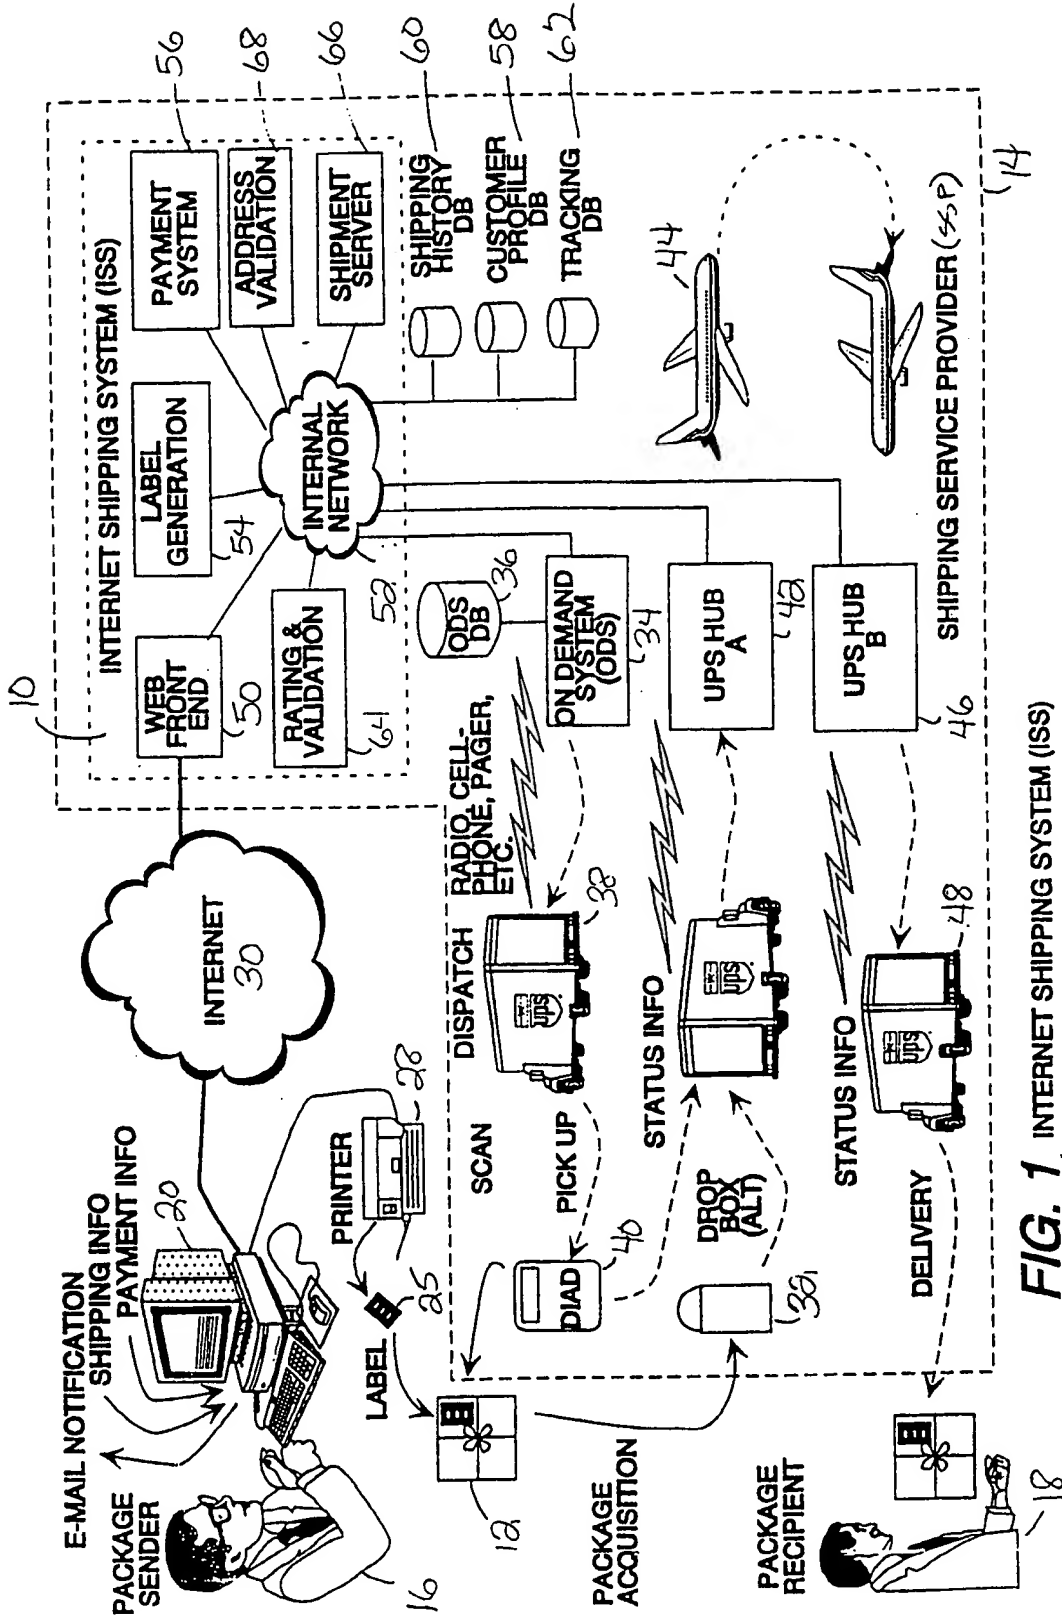 E-MAIL NOTIFICATION
SHIPPING INFO
PAYMENT INFO
PACKAGE
SENDER
16
20
PRINTER
28
LABEL
25
12
INTERNET
30
10
INTERNET SHIPPING SYSTEM (ISS)
WEB
FRONT
END
50
LABEL
GENERATION
54
PAYMENT
SYSTEM
56
ADDRESS
VALIDATION
68
SHIPMENT
SERVER
66
RATING &
VALIDATION
64
INTERNAL
NETWORK
52
SHIPPING
HISTORY
DB
60
CUSTOMER
PROFILE
DB
58
TRACKING
DB
62
ODS
DB
36
ON DEMAND
SYSTEM
(ODS)
34
RADIO, CELL-
PHONE, PAGER,
ETC.
DISPATCH
ups
38
SCAN
PICK UP
DIAD
40
STATUS INFO
ups
UPS HUB
A
42
44
PACKAGE
ACQUISITION
DROP
BOX
(ALT)
32
STATUS INFO
ups
48
UPS HUB
B
46
DELIVERY
PACKAGE
RECIPIENT
18
SHIPPING SERVICE PROVIDER (SSP)
14
FIG. 1 INTERNET SHIPPING SYSTEM (ISS)